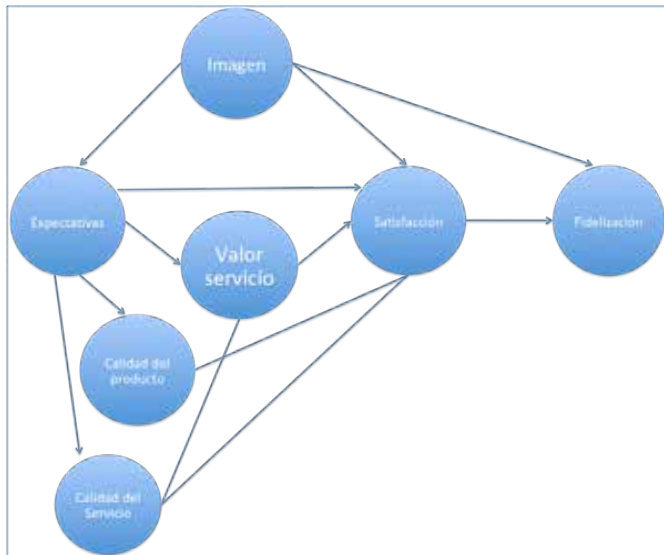 Imagen
Expectativas
Satisfacción
Fidelización
Valor
servicio
Calidad del
producto
Calidad del
Servicio